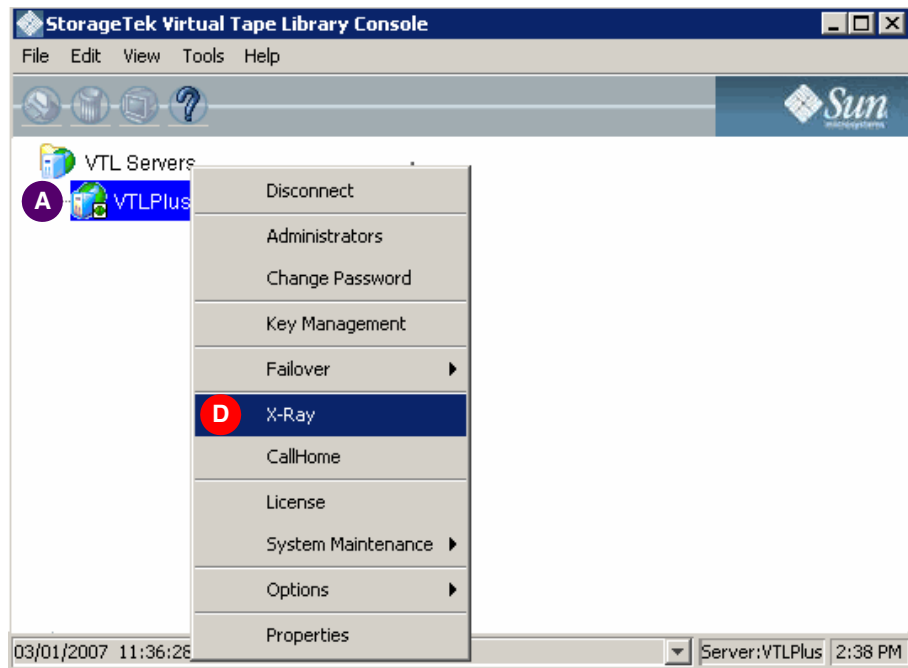 StorageTek Virtual Tape Library Console
File Edit View Tools Help
Sun
microsystems
VTL Servers
A
VTLPlus
Disconnect
Administrators
Change Password
Key Management
Failover
D
X-Ray
CallHome
License
System Maintenance
Options
Properties
03/01/2007 11:36:28
Server:VTLPlus 2:38 PM